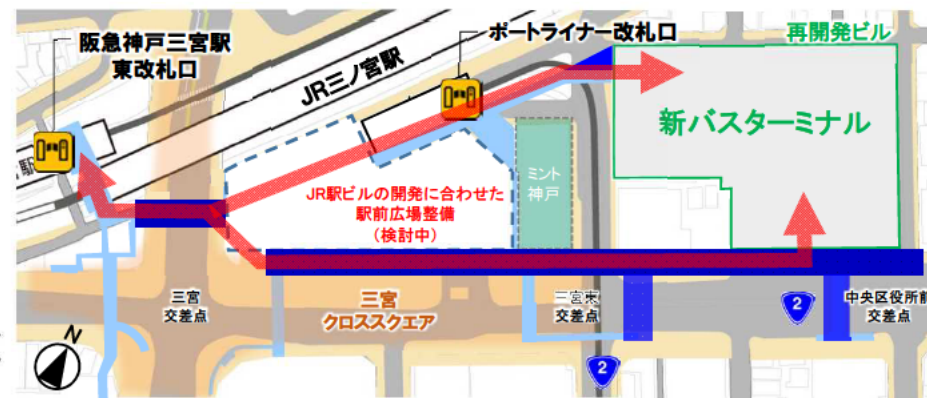 阪急神戸三宮駅
東改札口
ポートライナー改札口
再開発ビル
JR三ノ宮駅
新バスターミナル
ミント
神戸
JR駅ビルの開発に合わせた
駅前広場整備
(検討中)
三宮
交差点
三宮
クロススクエア
三宮東
交差点
2
中央区役所前
交差点
2
N